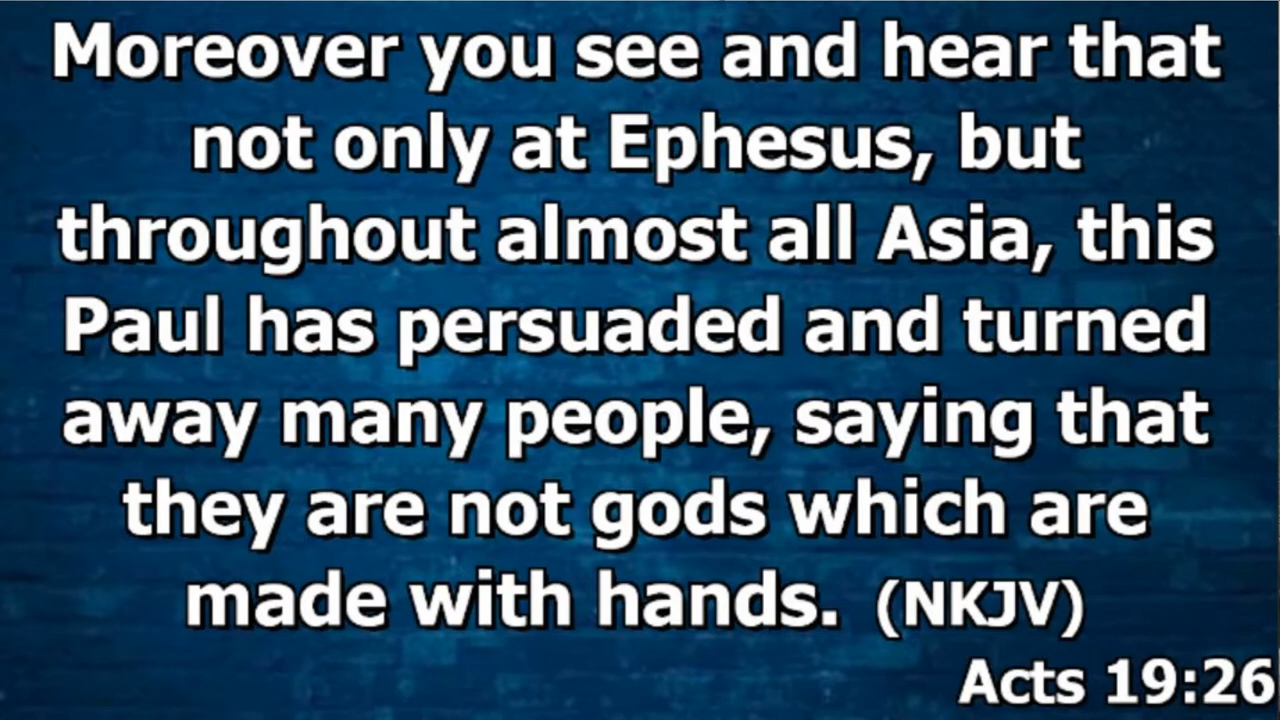 Moreover you see and hear that
not only at Ephesus, but
throughout almost all Asia, this
Paul has persuaded and turned
away many people, saying that
they are not gods which are
made with hands. (NKJV)
Acts 19:26